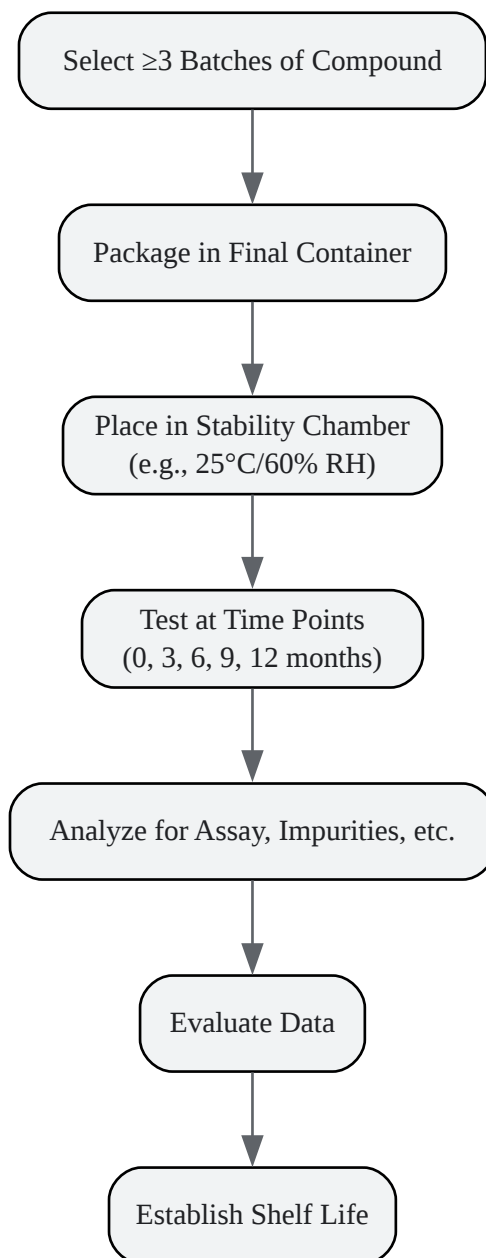 Select ≥3 Batches of Compound
Package in Final Container
Place in Stability Chamber
(e.g., 25°C/60% RH)
Test at Time Points
(0, 3, 6, 9, 12 months)
Analyze for Assay, Impurities, etc.
Evaluate Data
Establish Shelf Life